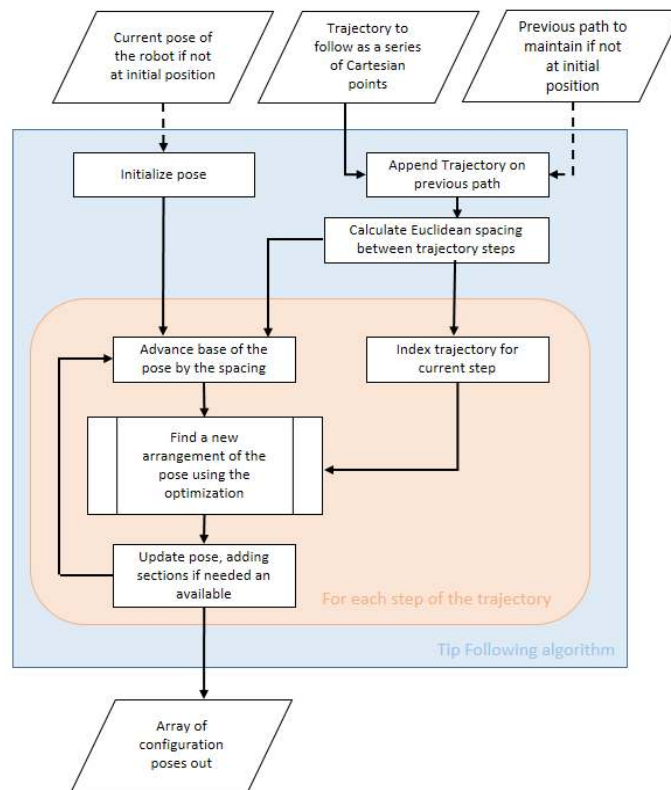 Current pose of
the robot if not
at initial position
Trajectory to
follow as a series
of Cartesian
points
Previous path to
maintain if not
at initial
position
Initialize pose
Append Trajectory on
previous path
Calculate Euclidean spacing
between trajectory steps
Advance base of the
pose by the spacing
Index trajectory for
current step
Find a new
arrangement of the
pose using the
optimization
Update pose, adding
sections if needed an
available
For each step of the trajectory
Tip Following algorithm
Array of
configuration
poses out